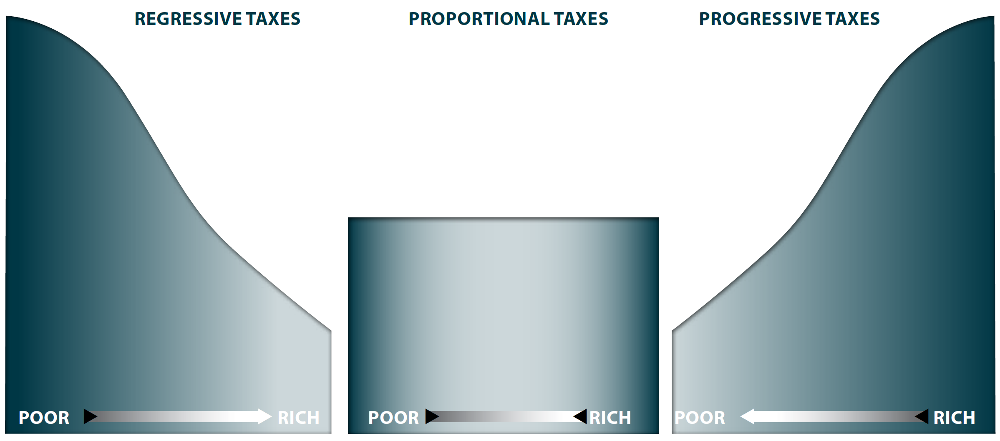 REGRESSIVE TAXES
PROPORTIONAL TAXES
PROGRESSIVE TAXES
POOR
RICH
POOR
RICH
POOR
RICH